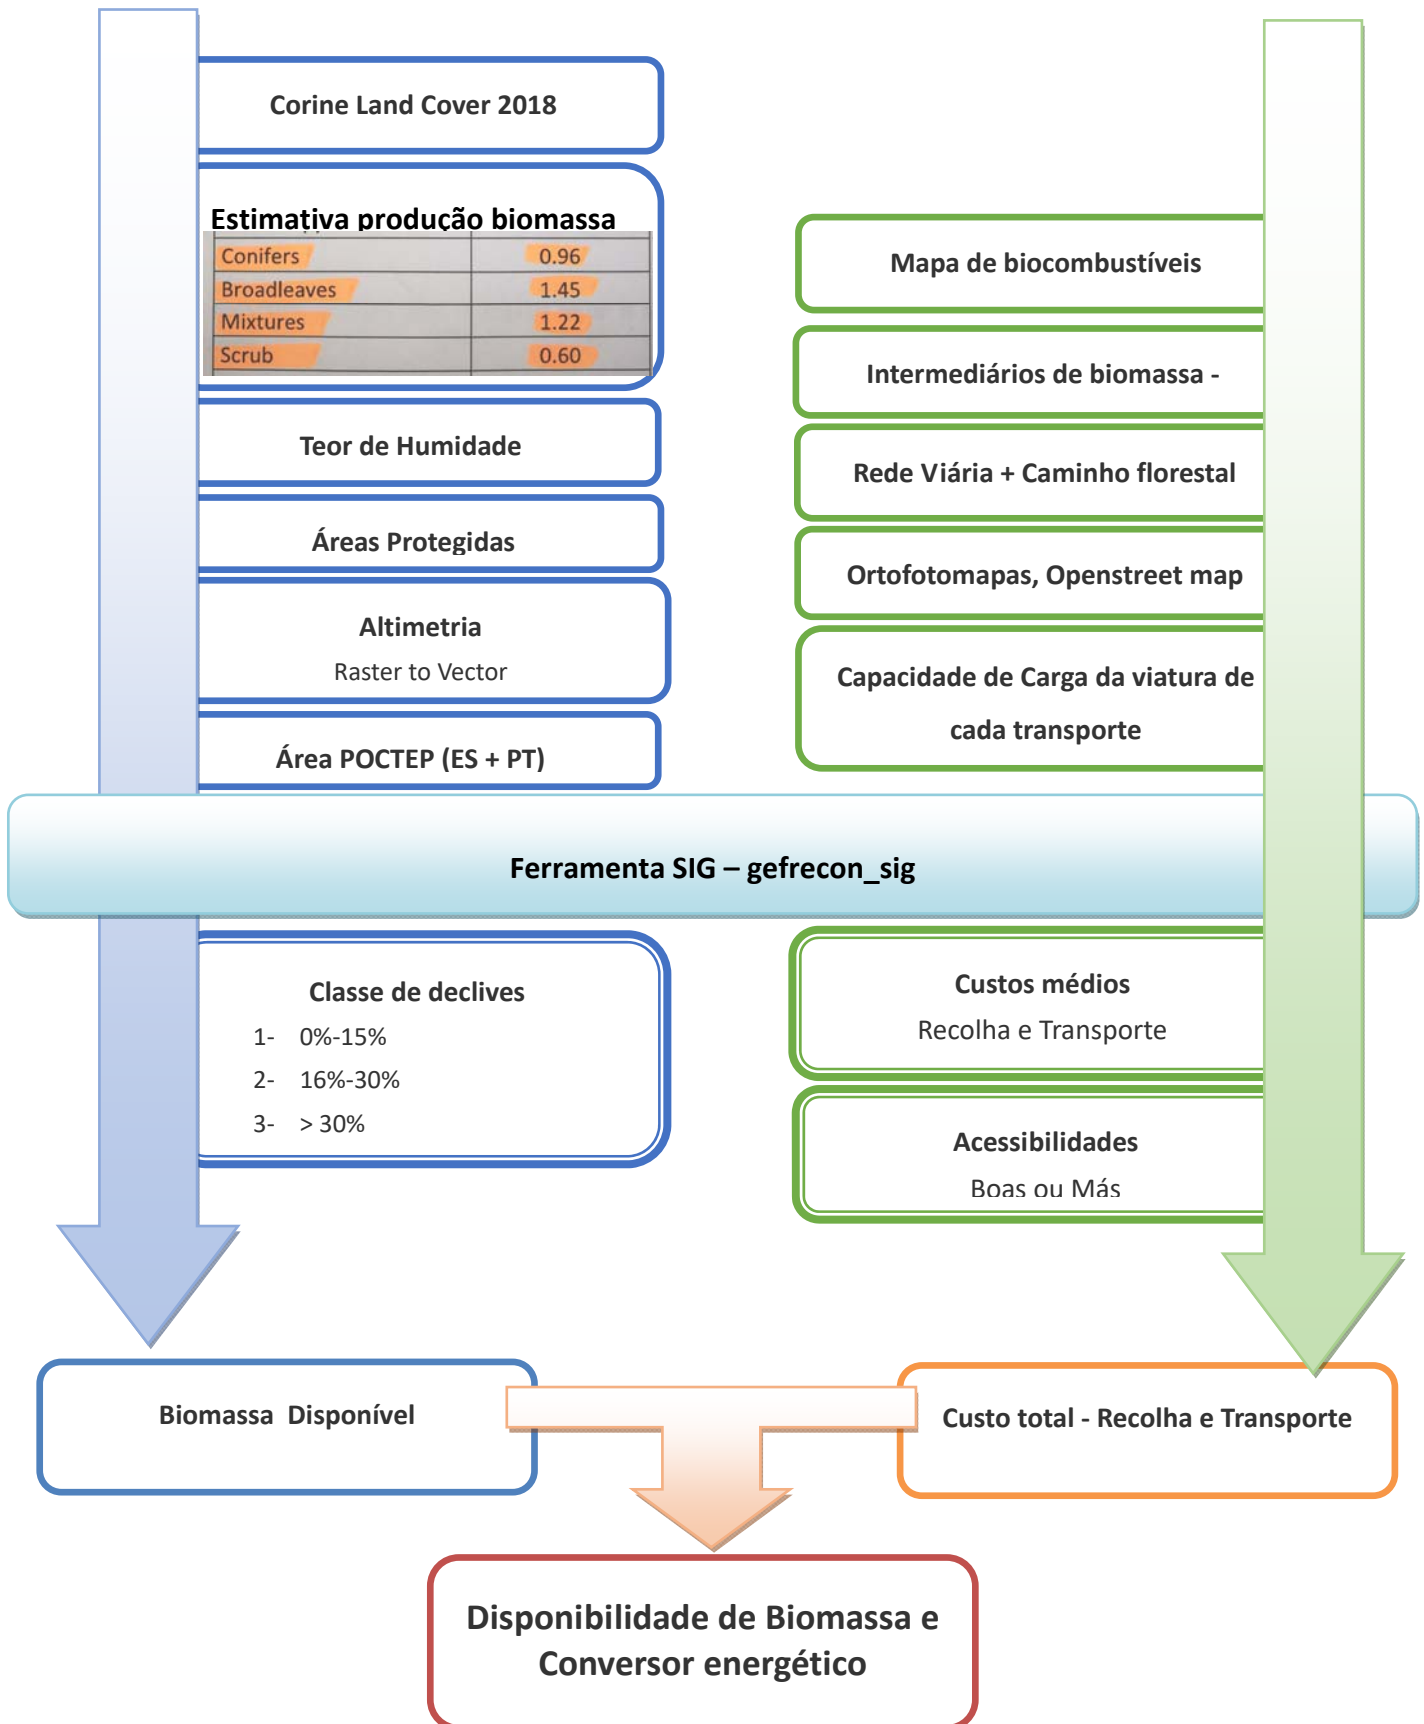 Corine Land Cover 2018
Estimativa produção biomassa
Conifers 0.96
Broadleaves 1.45
Mixtures 1.22
Scrub 0.60
Teor de Humidade
Áreas Protegidas
Altimetria
Raster to Vector
Área POCTEP (ES + PT)
Mapa de biocombustíveis
Intermediários de biomassa -
Rede Viária + Caminho florestal
Ortofotomapas, Openstreet map
Capacidade de Carga da viatura de
cada transporte
Ferramenta SIG – gefrecon_sig
Classe de declives
1- 0%-15%
2- 16%-30%
3- > 30%
Custos médios
Recolha e Transporte
Acessibilidades
Boas ou Más
Biomassa Disponível
Custo total - Recolha e Transporte
Disponibilidade de Biomassa e
Conversor energético